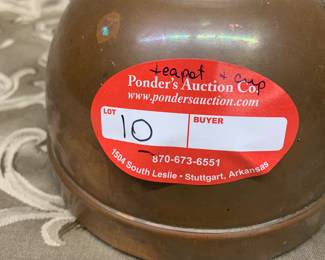 teapot + cup
Ponder's Auction Co.
www.pondersauction.com
LOT
BUYER
10
870-673-6551
1504 South Leslie • Stuttgart, Arkansas